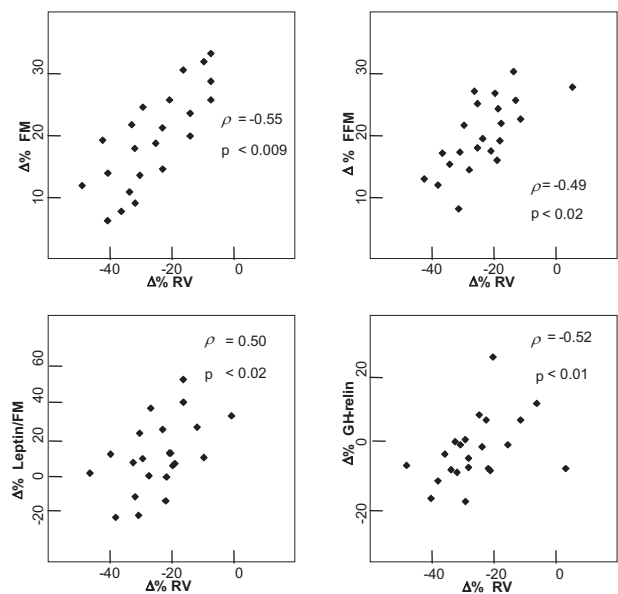 30
20
10
Δ% FM
ρ = -0.55
p < 0.009
-40 -20 0
Δ% RV
30
20
10
Δ% FFM
ρ = -0.49
p < 0.02
-40 -20 0
Δ% RV
60
40
20
0
-20
Δ% Leptin/FM
ρ = 0.50
p < 0.02
-40 -20 0
Δ% RV
20
0
-20
Δ% GH-relin
ρ = -0.52
p < 0.01
-40 -20 0
Δ% RV